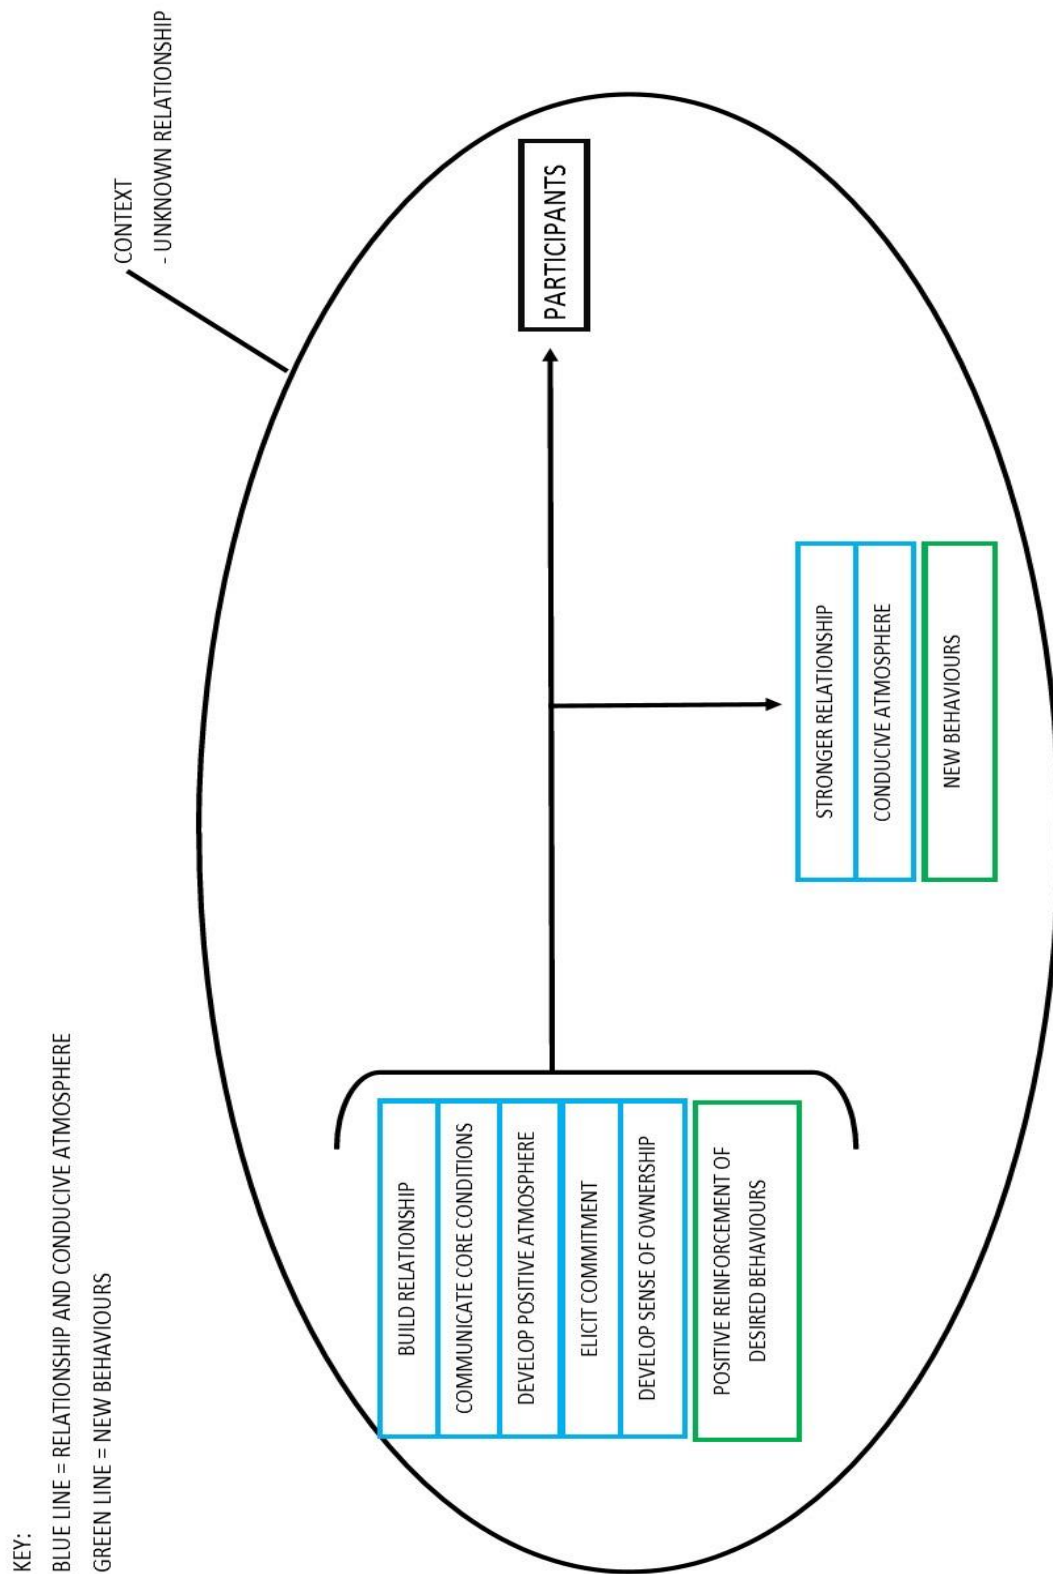 KEY:
BLUE LINE = RELATIONSHIP AND CONDUCIVE ATMOSPHERE
GREEN LINE = NEW BEHAVIOURS
CONTEXT
- UNKNOWN RELATIONSHIP
BUILD RELATIONSHIP
COMMUNICATE CORE CONDITIONS
DEVELOP POSITIVE ATMOSPHERE
ELICIT COMMITMENT
DEVELOP SENSE OF OWNERSHIP
POSITIVE REINFORCEMENT OF
DESIRED BEHAVIOURS
PARTICIPANTS
STRONGER RELATIONSHIP
CONDUCIVE ATMOSPHERE
NEW BEHAVIOURS